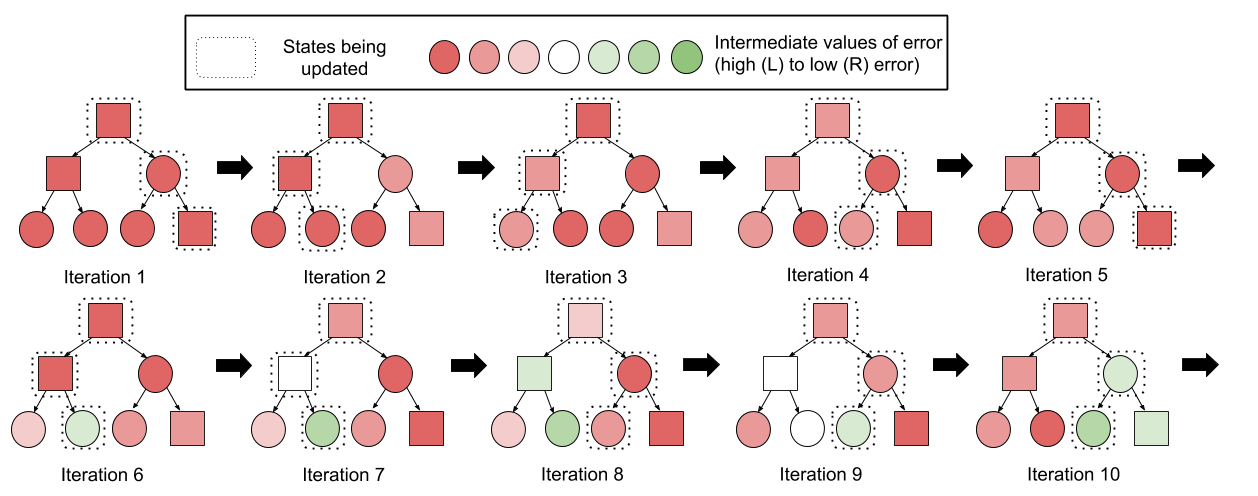 States being
updated
Intermediate values of error
(high (L) to low (R) error)
Iteration 1
Iteration 2
Iteration 3
Iteration 4
Iteration 5
Iteration 6
Iteration 7
Iteration 8
Iteration 9
Iteration 10